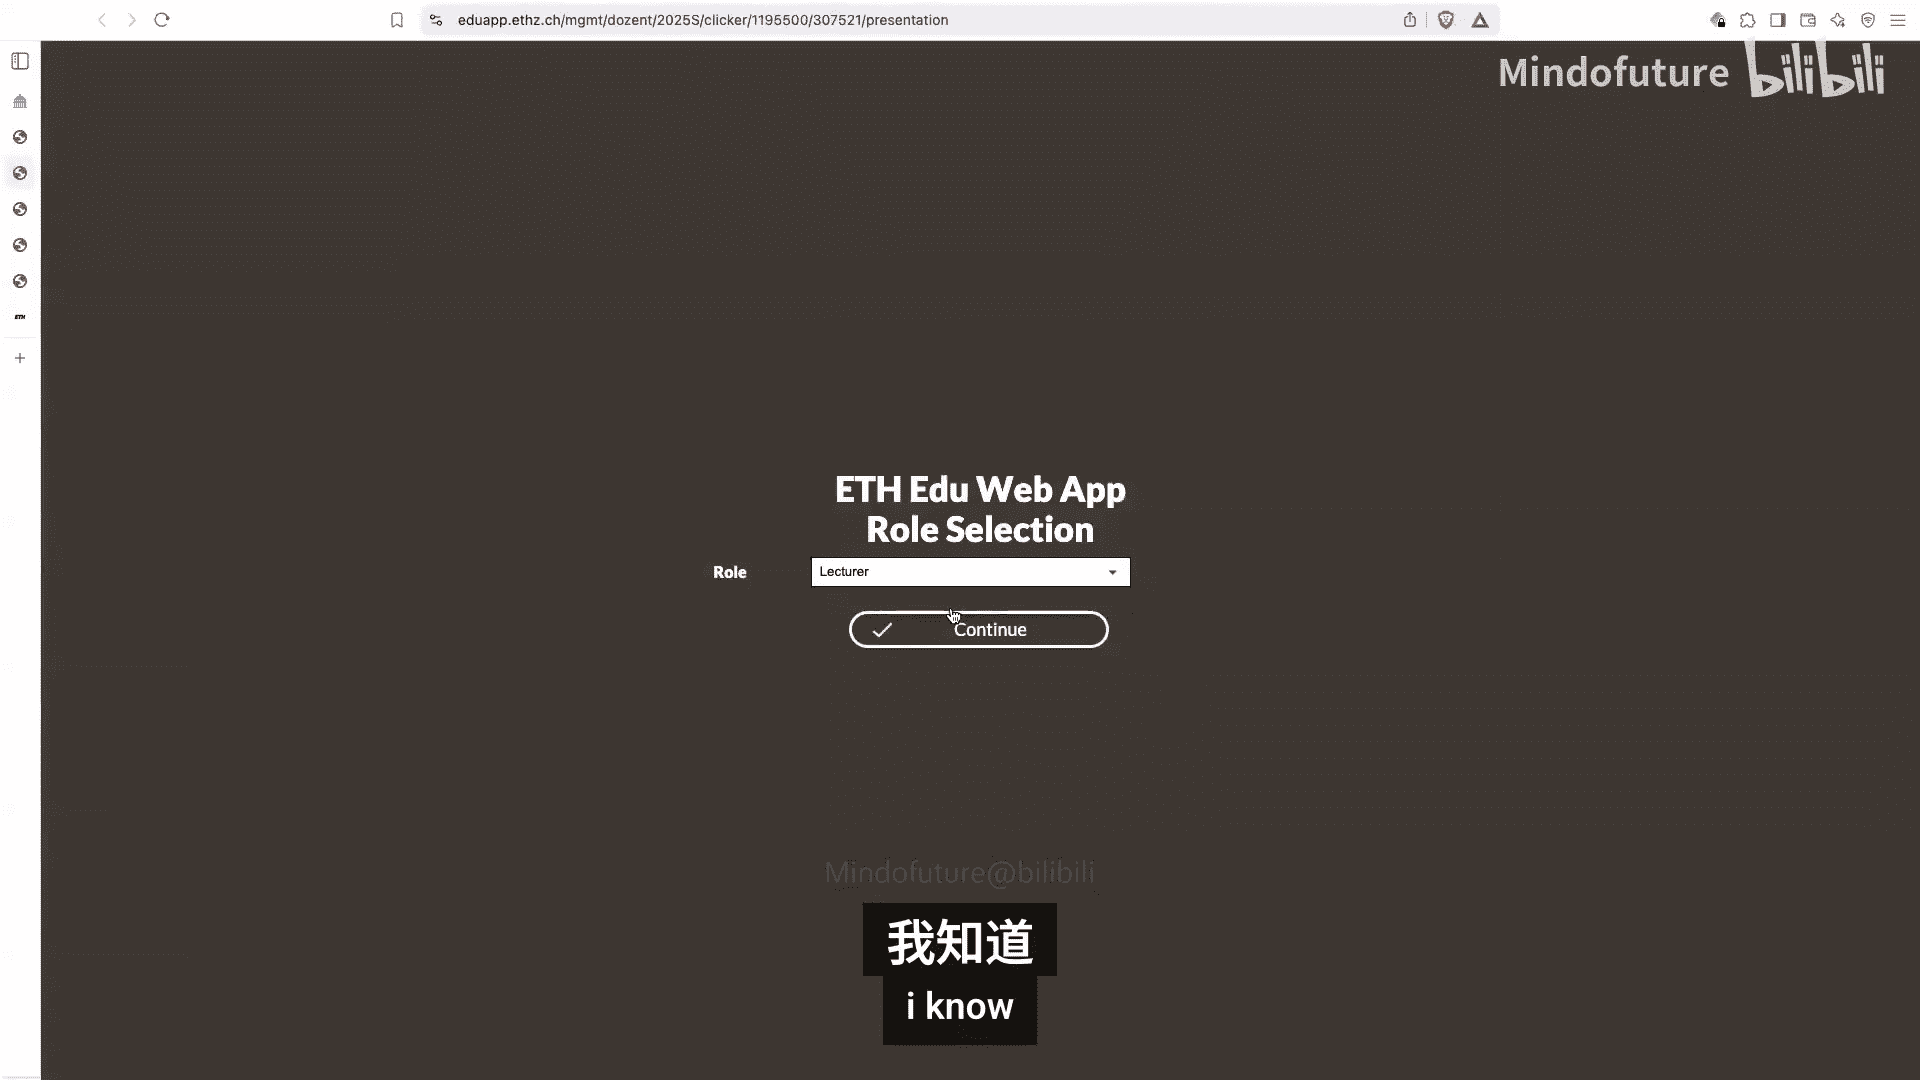 eduapp.ethz.ch/mgmt/dozent/2025S/clicker/1195500/307521/presentation
Mindofuture bilibili
ETH
ETH Edu Web App
Role Selection
Role Lecturer
Continue
Mindofuture@bilibili
我知道
i know